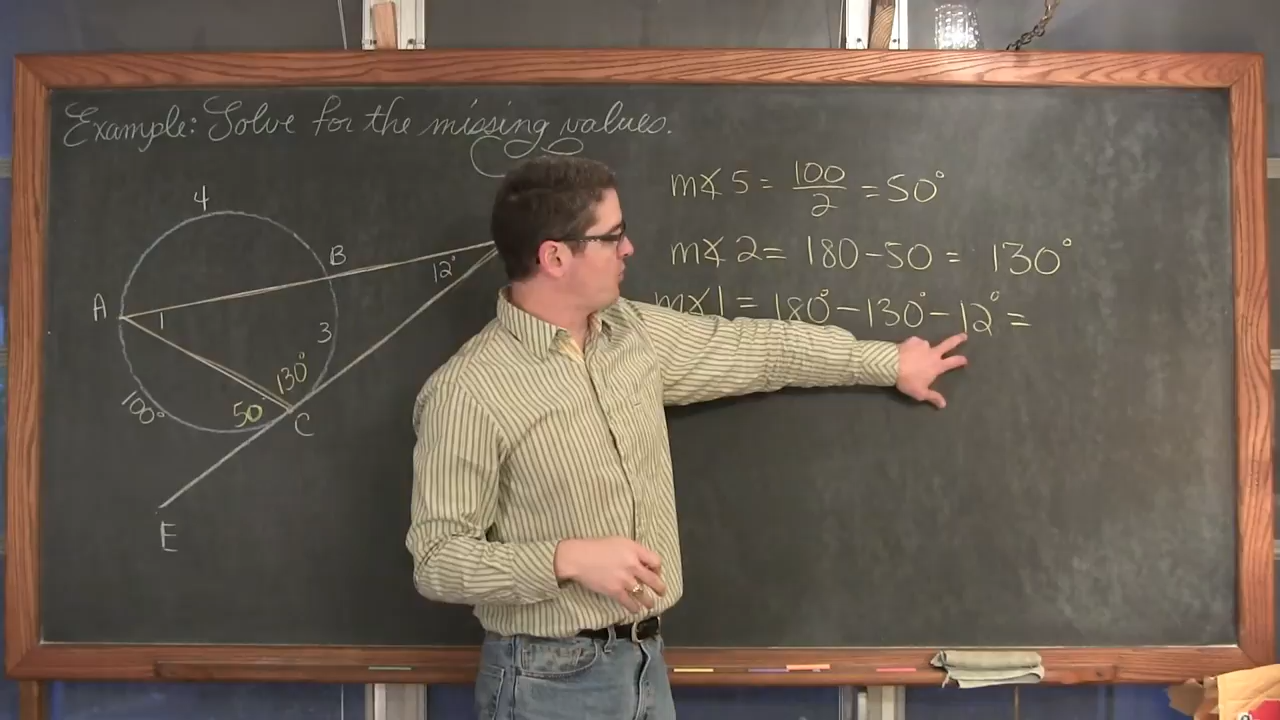 Example: Solve for the missing values.
4
B
A
1
12°
3
130°
100°
50
C
E
m∡5 = 100/2 = 50°
m∡2 = 180-50 = 130°
m∡1 = 180°-130°-12° =